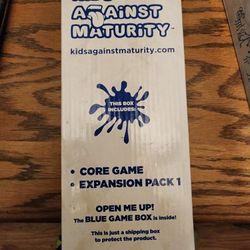 AGAINST
MATURITY™
kidsagainstmaturity.com
THIS BOX
INCLUDES:
• CORE GAME
• EXPANSION PACK 1
OPEN ME UP!
The BLUE GAME BOX is inside!
This is just a shipping box
to protect the product.